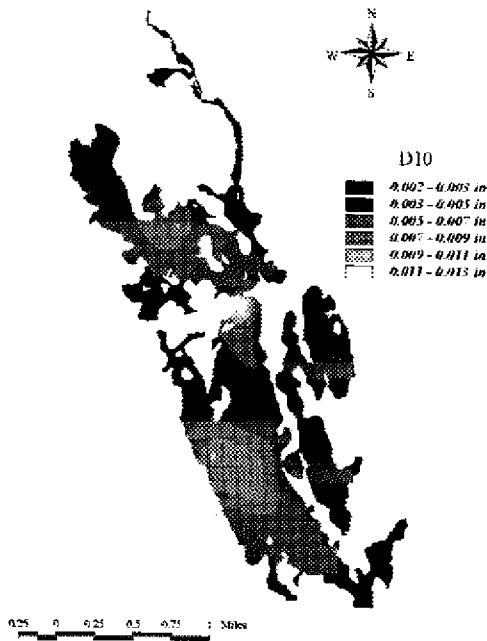 N
W E
S
D10
0.002 - 0.003 in
0.003 - 0.005 in
0.005 - 0.007 in
0.007 - 0.009 in
0.009 - 0.011 in
0.011 - 0.013 in
0.25 0 0.25 0.5 0.75 1 Miles